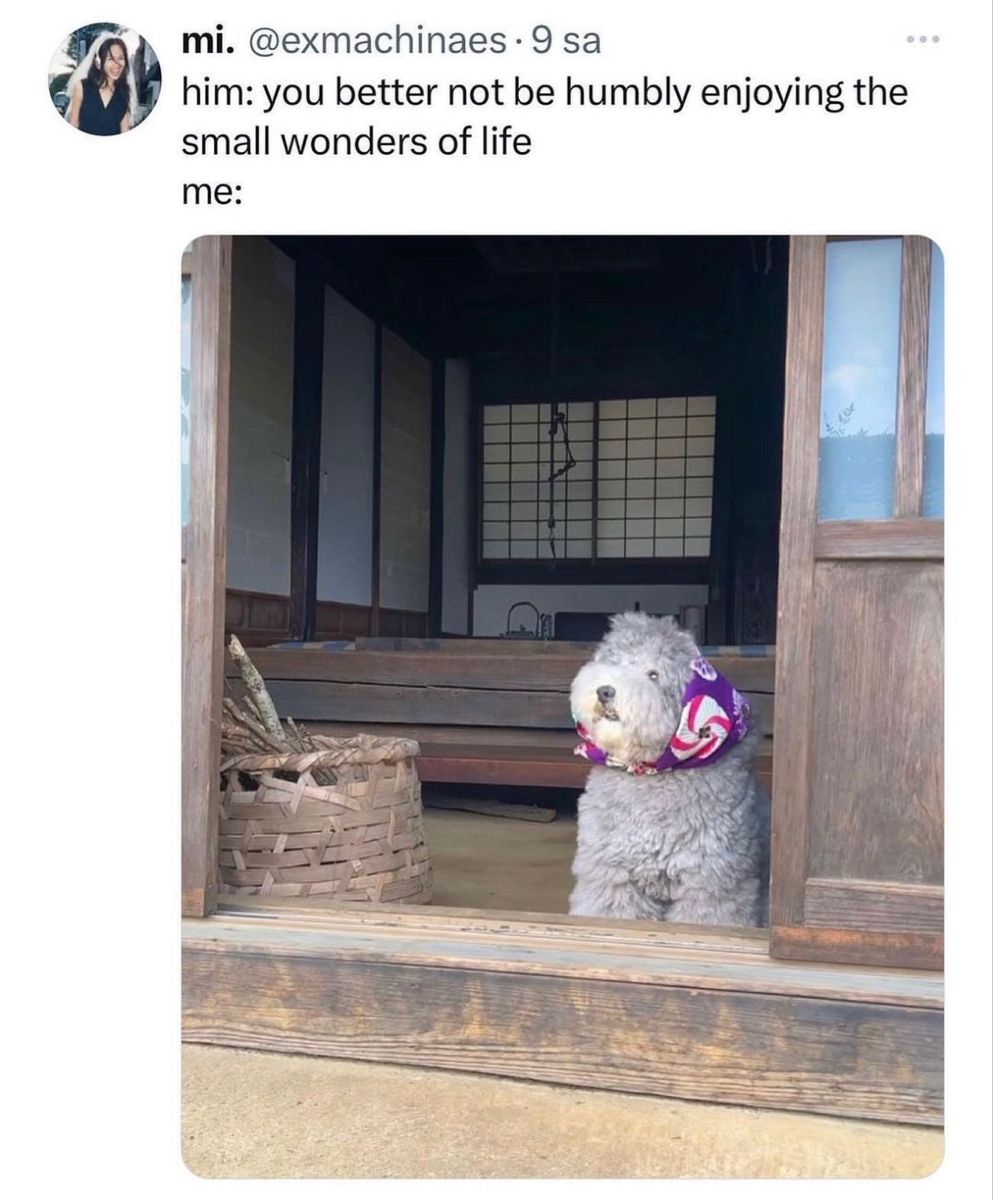 mi. @exmachinaes · 9 sa
him: you better not be humbly enjoying the
small wonders of life
me: